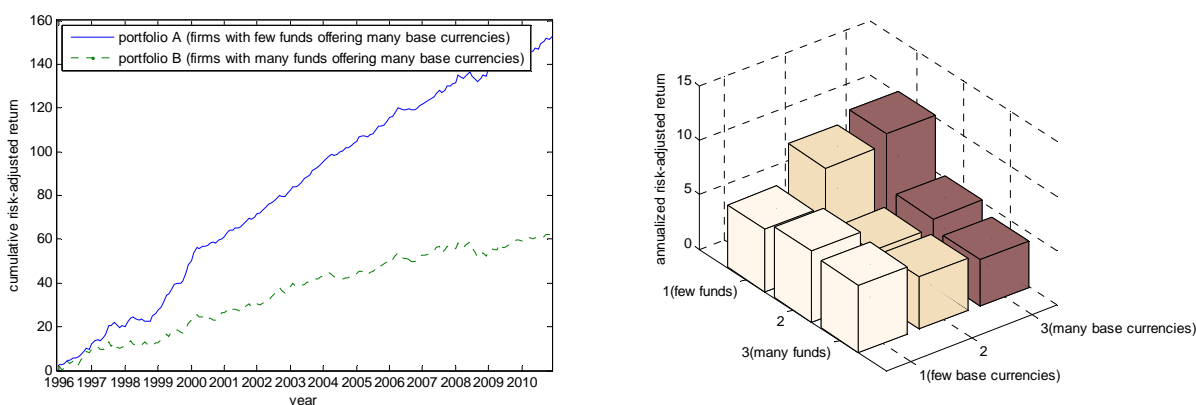 160
140
120
100
80
60
40
20
0
cumulative risk-adjusted return
portfolio A (firms with few funds offering many base currencies)
portfolio B (firms with many funds offering many base currencies)
1996 1997 1998 1999 2000 2001 2002 2003 2004 2005 2006 2007 2008 2009 2010
year
15
10
5
0
annualized risk-adjusted return
1(few funds)
2
3(many funds)
3(many base currencies)
2
1(few base currencies)